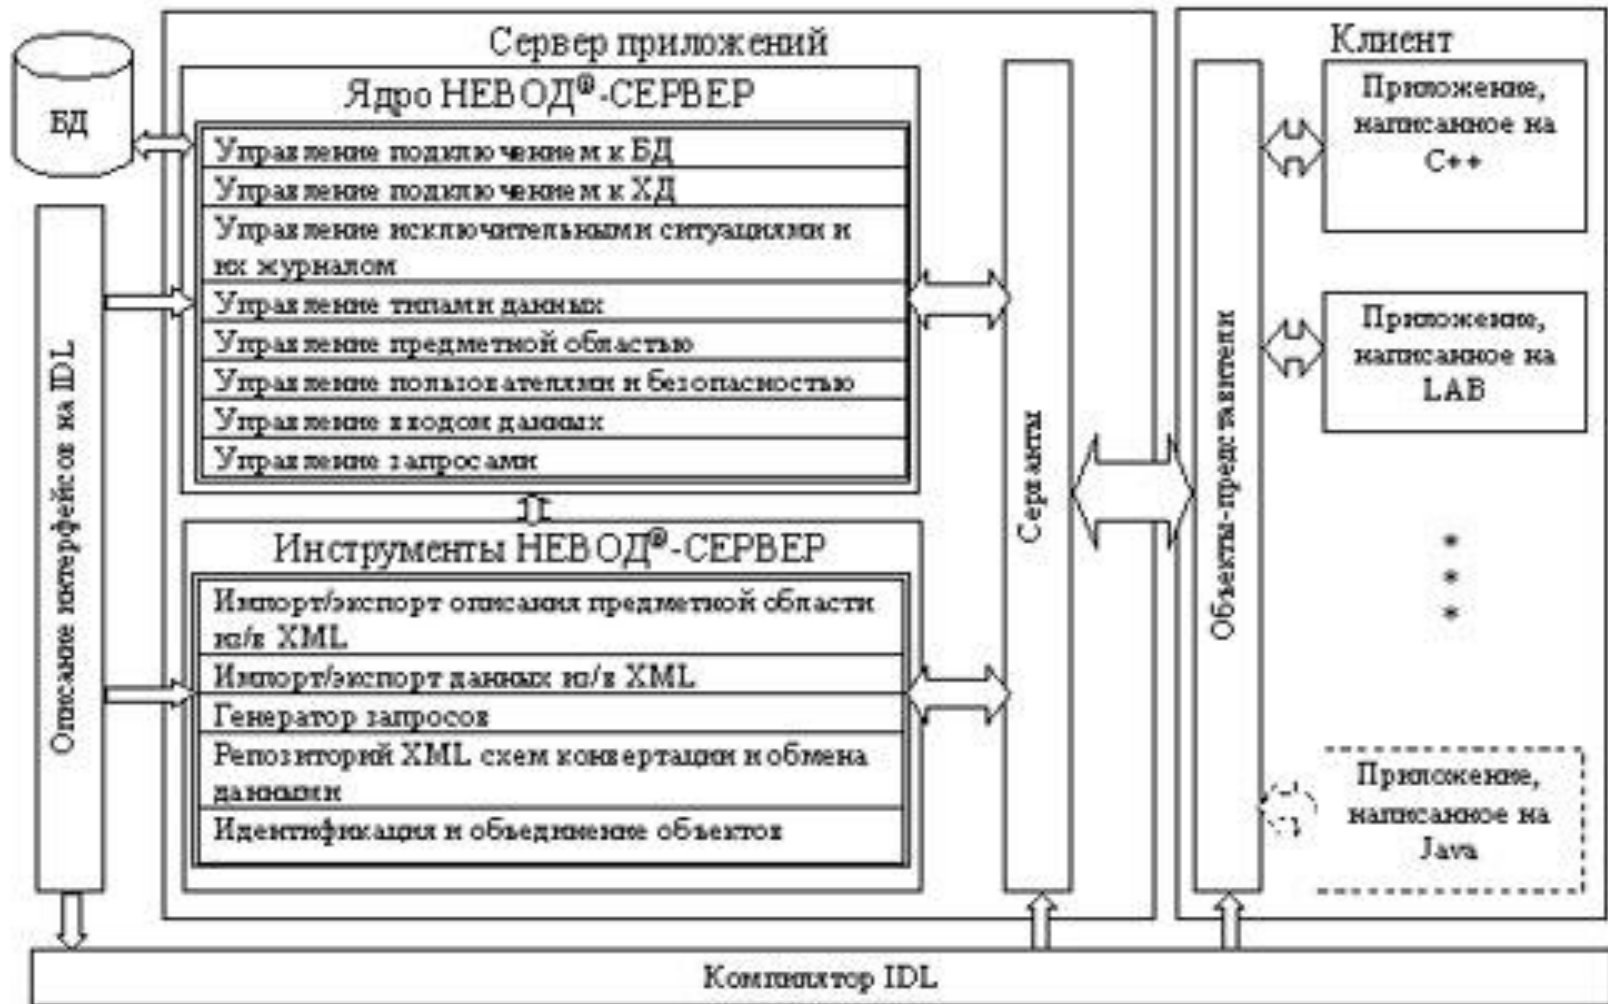 Сервер приложений
Клиент
БД
Ядро НЕВОД®-СЕРВЕР
Управление подключением к БД
Управление подключением к ХД
Управление исключительными ситуациями и
их журналом
Управление типами данных
Управление предметной областью
Управление пользователями и безопасностью
Управление вводом данных
Управление запросами
Инструменты НЕВОД®-СЕРВЕР
Импорт/экспорт описания предметной области
из/в XML
Импорт/экспорт данных из/в XML
Генератор запросов
Репозиторий XML схем конвертации и обмена
данными
Идентификация и объединение объектов
Описание интерфейсов на IDL
Серванты
Объекты-представители
Приложение,
написанное на
C++
Приложение,
написанное на
LAB
*
*
*
Приложение,
написанное на
Java
Компилятор IDL